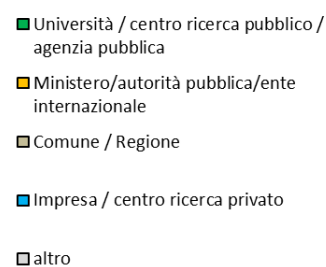 Università / centro ricerca pubblico /
agenzia pubblica
Ministero/autorità pubblica/ente
internazionale
Comune / Regione
Impresa / centro ricerca privato
altro